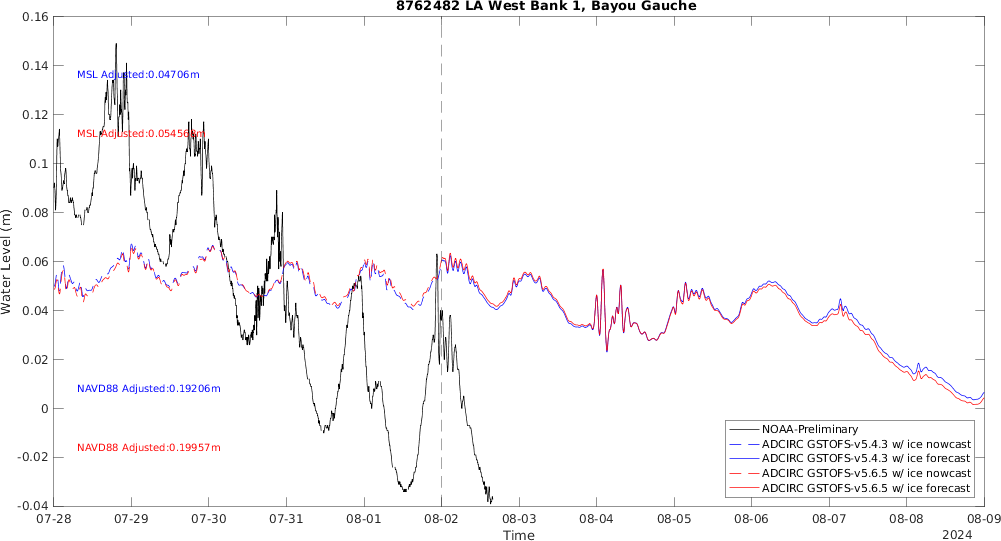 8762482 LA West Bank 1, Bayou Gauche
0.16
0.14
0.12
0.1
0.08
0.06
0.04
0.02
0
-0.02
-0.04
Water Level (m)
MSL Adjusted:0.04706m
MSL Adjusted:0.054568m
NAVD88 Adjusted:0.19206m
NAVD88 Adjusted:0.19957m
NOAA-Preliminary
ADCIRC GSTOFS-v5.4.3 w/ ice nowcast
ADCIRC GSTOFS-v5.4.3 w/ ice forecast
ADCIRC GSTOFS-v5.6.5 w/ ice nowcast
ADCIRC GSTOFS-v5.6.5 w/ ice forecast
07-28 07-29 07-30 07-31 08-01 08-02 08-03 08-04 08-05 08-06 08-07 08-08 08-09
Time
2024